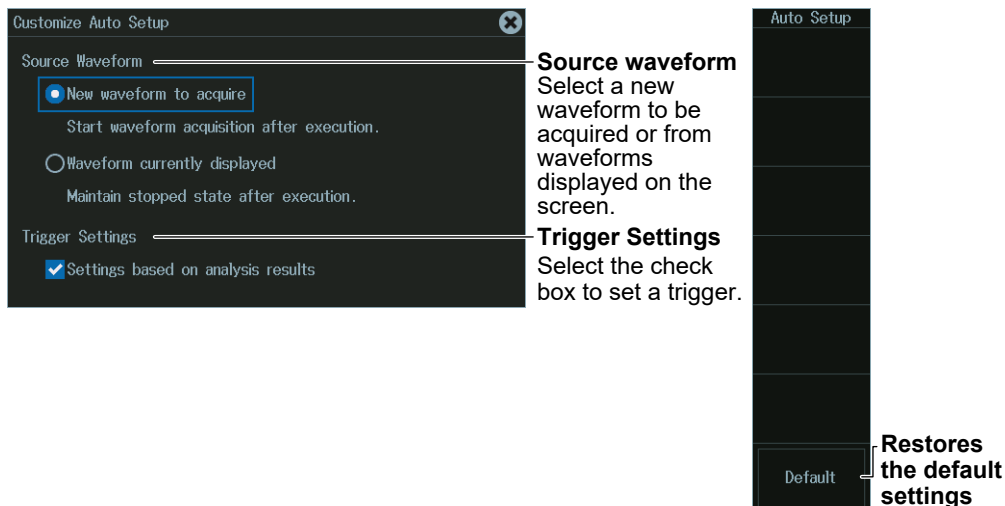 Customize Auto Setup
Source Waveform
New waveform to acquire
Start waveform acquisition after execution.
Waveform currently displayed
Maintain stopped state after execution.
Trigger Settings
Settings based on analysis results
Source waveform
Select a new
waveform to be
acquired or from
waveforms
displayed on the
screen.
Trigger Settings
Select the check
box to set a trigger.
Auto Setup
Default
Restores
the default
settings